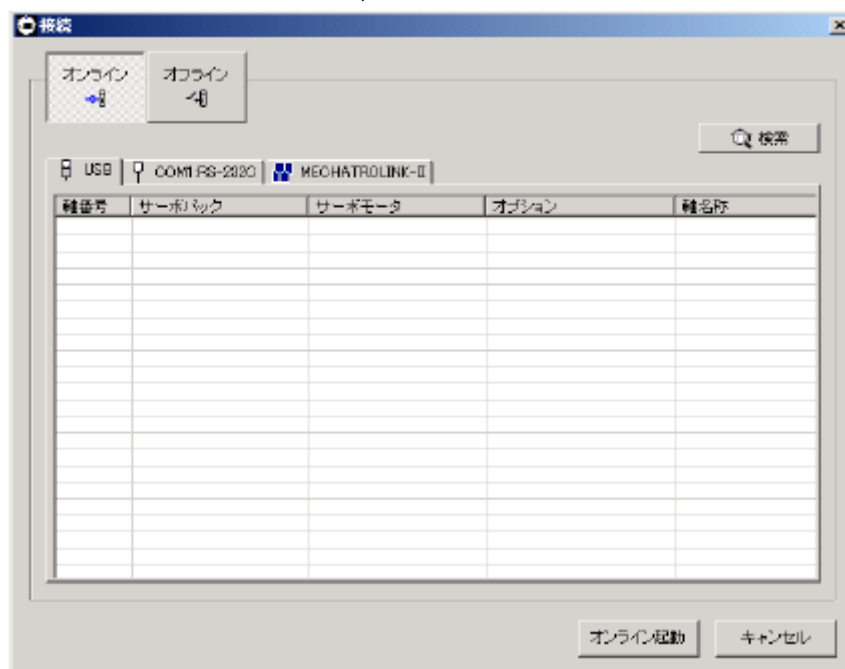 接続
オンライン オフライン
検索
USB COM1:RS-232C MECHATROLINK-II
軸番号 サーボパック サーボモータ オプション 軸名称
オンライン起動 キャンセル